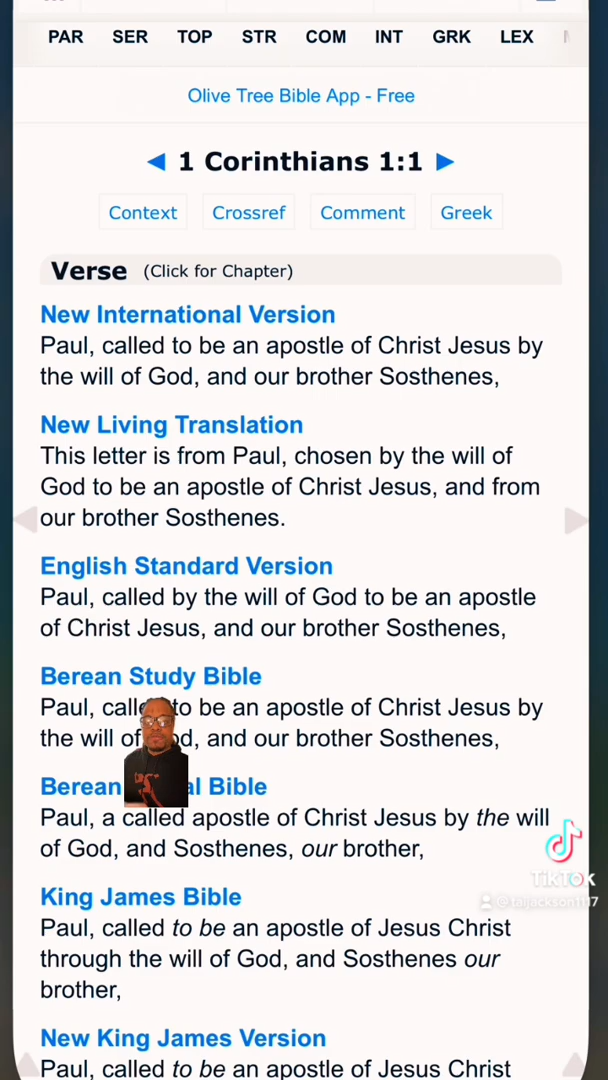 PAR SER TOP STR COM INT GRK LEX
Olive Tree Bible App - Free
1 Corinthians 1:1
Context Crossref Comment Greek
Verse (Click for Chapter)
New International Version
Paul, called to be an apostle of Christ Jesus by
the will of God, and our brother Sosthenes,
New Living Translation
This letter is from Paul, chosen by the will of
God to be an apostle of Christ Jesus, and from
our brother Sosthenes.
English Standard Version
Paul, called by the will of God to be an apostle
of Christ Jesus, and our brother Sosthenes,
Berean Study Bible
Paul, to be an apostle of Christ Jesus by
the will of and our brother Sosthenes,
Berean Bible
Paul, a called apostle of Christ Jesus by the will
of God, and Sosthenes, our brother,
TikTok
@taijackson1117
King James Bible
Paul, called to be an apostle of Jesus Christ
through the will of God, and Sosthenes our
brother,
New King James Version
Paul, called to be an apostle of Jesus Christ